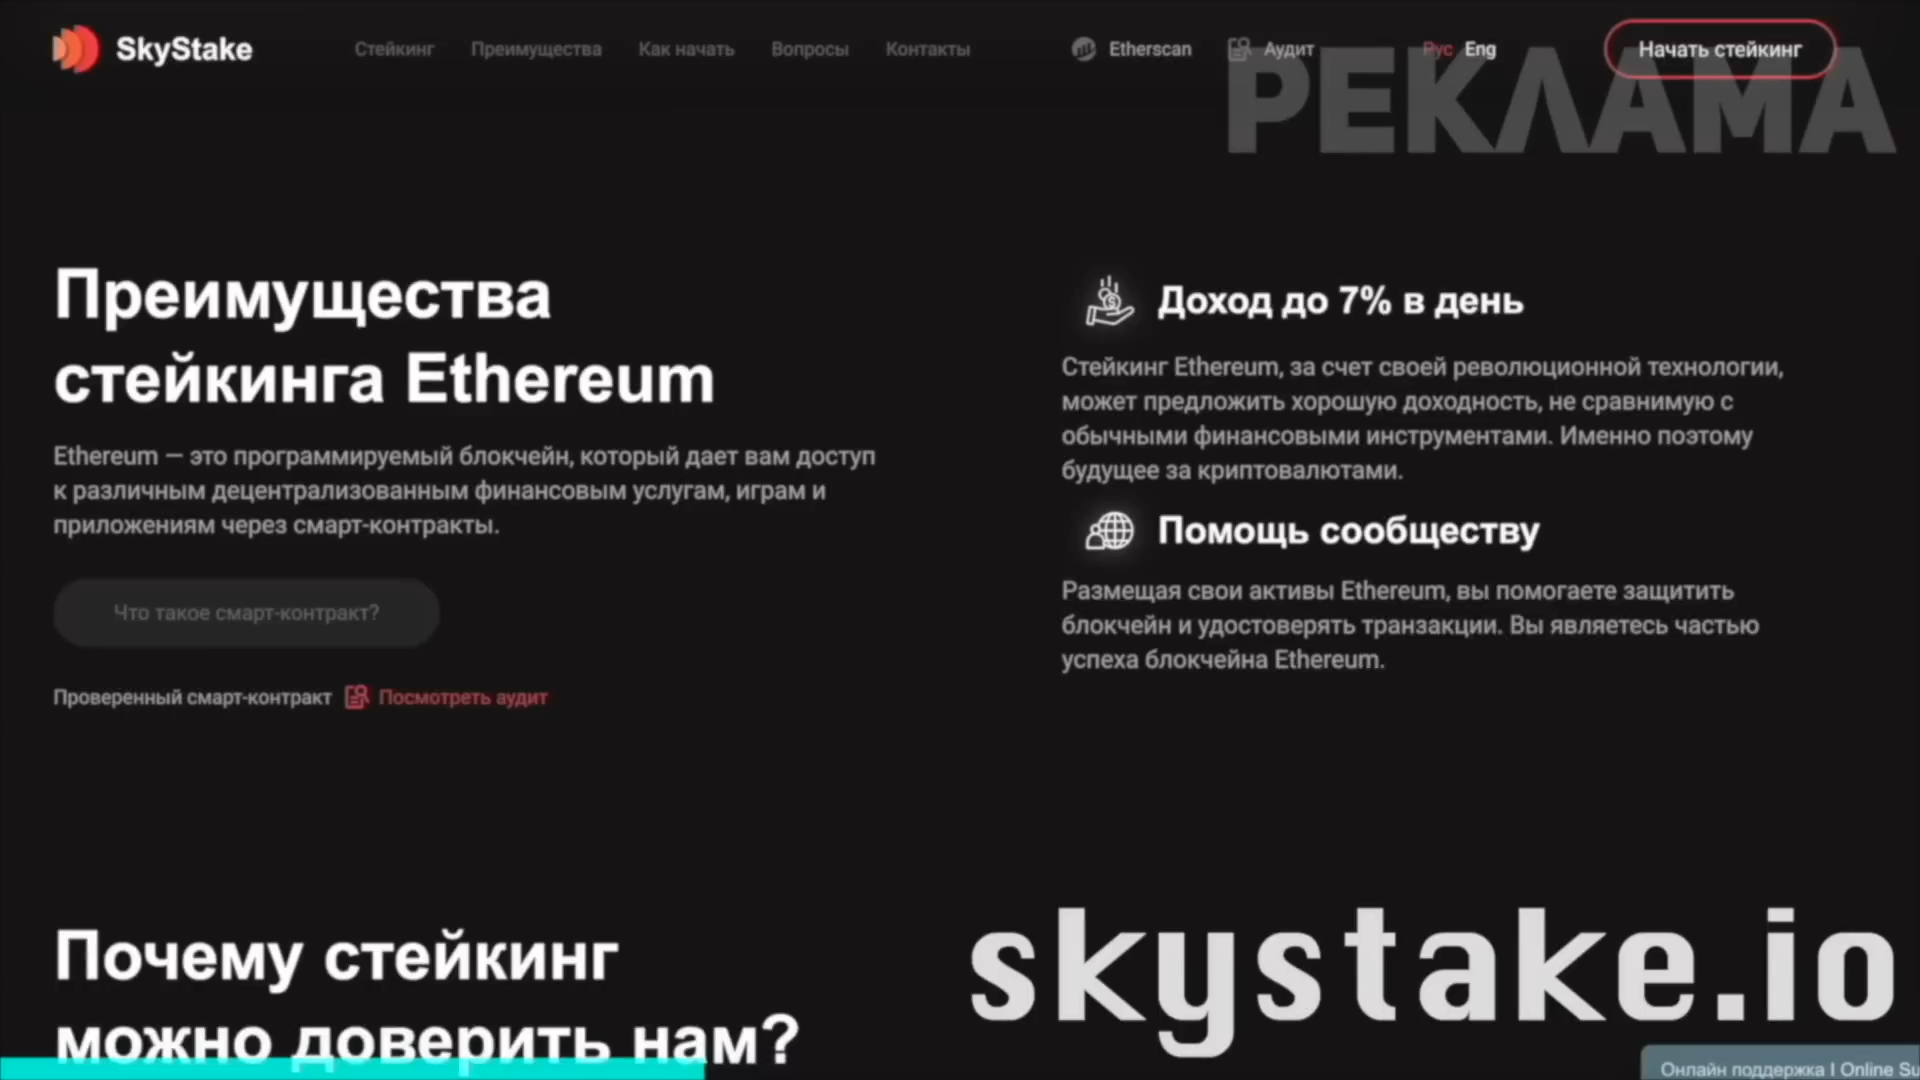 SkyStake
Стейкинг
Преимущества
Как начать
Вопросы
Контакты
Etherscan
Аудит
Рус Eng
Начать стейкинг
РЕКЛАМА
Преимущества
стейкинга Ethereum
Ethereum — это программируемый блокчейн, который дает вам доступ
к различным децентрализованным финансовым услугам, играм и
приложениям через смарт-контракты.
Что такое смарт-контракт?
Проверенный смарт-контракт Посмотреть аудит
Доход до 7% в день
Стейкинг Ethereum, за счет своей революционной технологии,
может предложить хорошую доходность, не сравнимую с
обычными финансовыми инструментами. Именно поэтому
будущее за криптовалютами.
Помощь сообществу
Размещая свои активы Ethereum, вы помогаете защитить
блокчейн и удостоверять транзакции. Вы являетесь частью
успеха блокчейна Ethereum.
Почему стейкинг
можно доверить нам?
skystake.io
Онлайн поддержка I Online Su